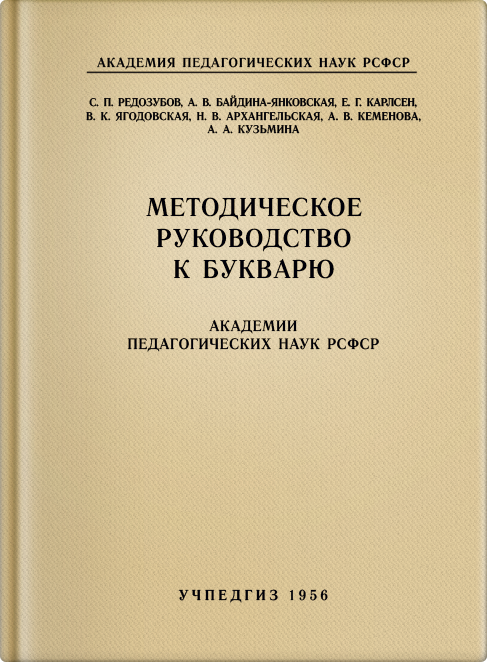 АКАДЕМИЯ ПЕДАГОГИЧЕСКИХ НАУК РСФСР
С. П. РЕДОЗУБОВ, А. В. БАЙДИНА-ЯНКОВСКАЯ, Е. Г. КАРЛСЕН,
В. К. ЯГОДОВСКАЯ, Н. В. АРХАНГЕЛЬСКАЯ, А. В. КЕМЕНОВА,
А. А. КУЗЬМИНА
МЕТОДИЧЕСКОЕ
РУКОВОДСТВО
К БУКВАРЮ
АКАДЕМИИ
ПЕДАГОГИЧЕСКИХ НАУК РСФСР
УЧПЕДГИЗ 1956